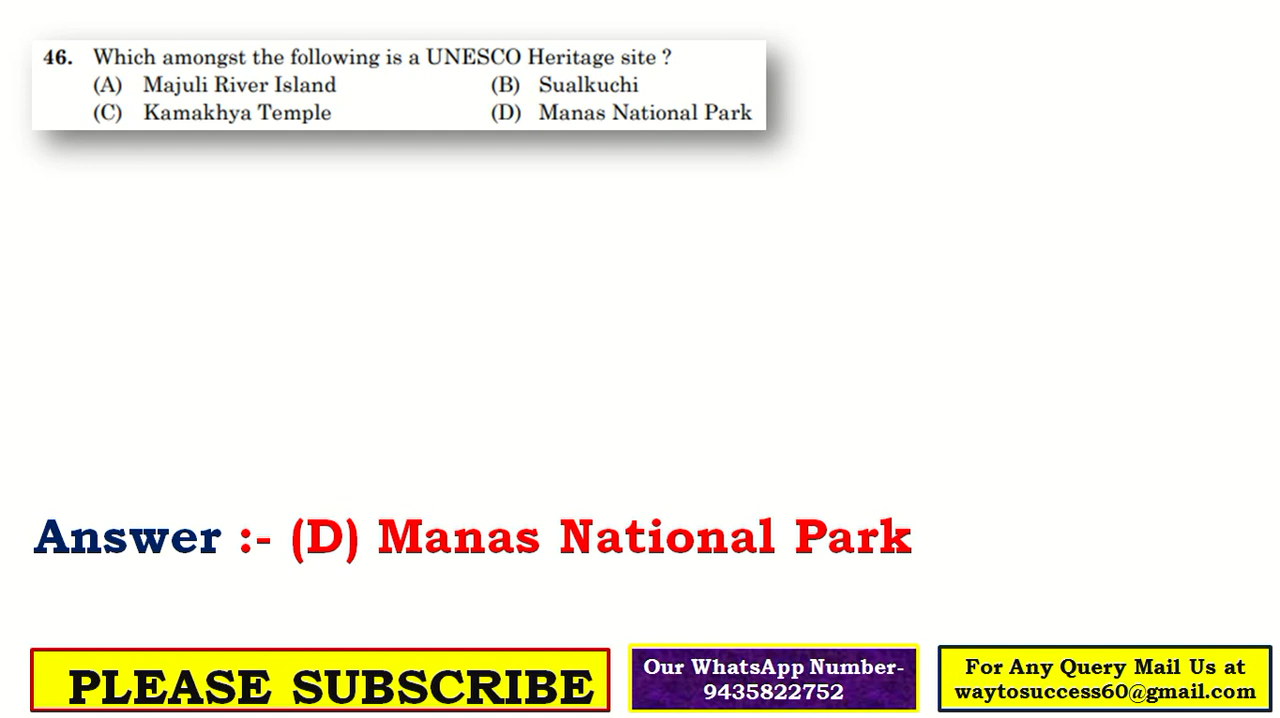 46. Which amongst the following is a UNESCO Heritage site ?
(A) Majuli River Island (B) Sualkuchi
(C) Kamakhya Temple (D) Manas National Park
Answer :- (D) Manas National Park
PLEASE SUBSCRIBE
Our WhatsApp Number-
9435822752
For Any Query Mail Us at
waytosuccess60@gmail.com